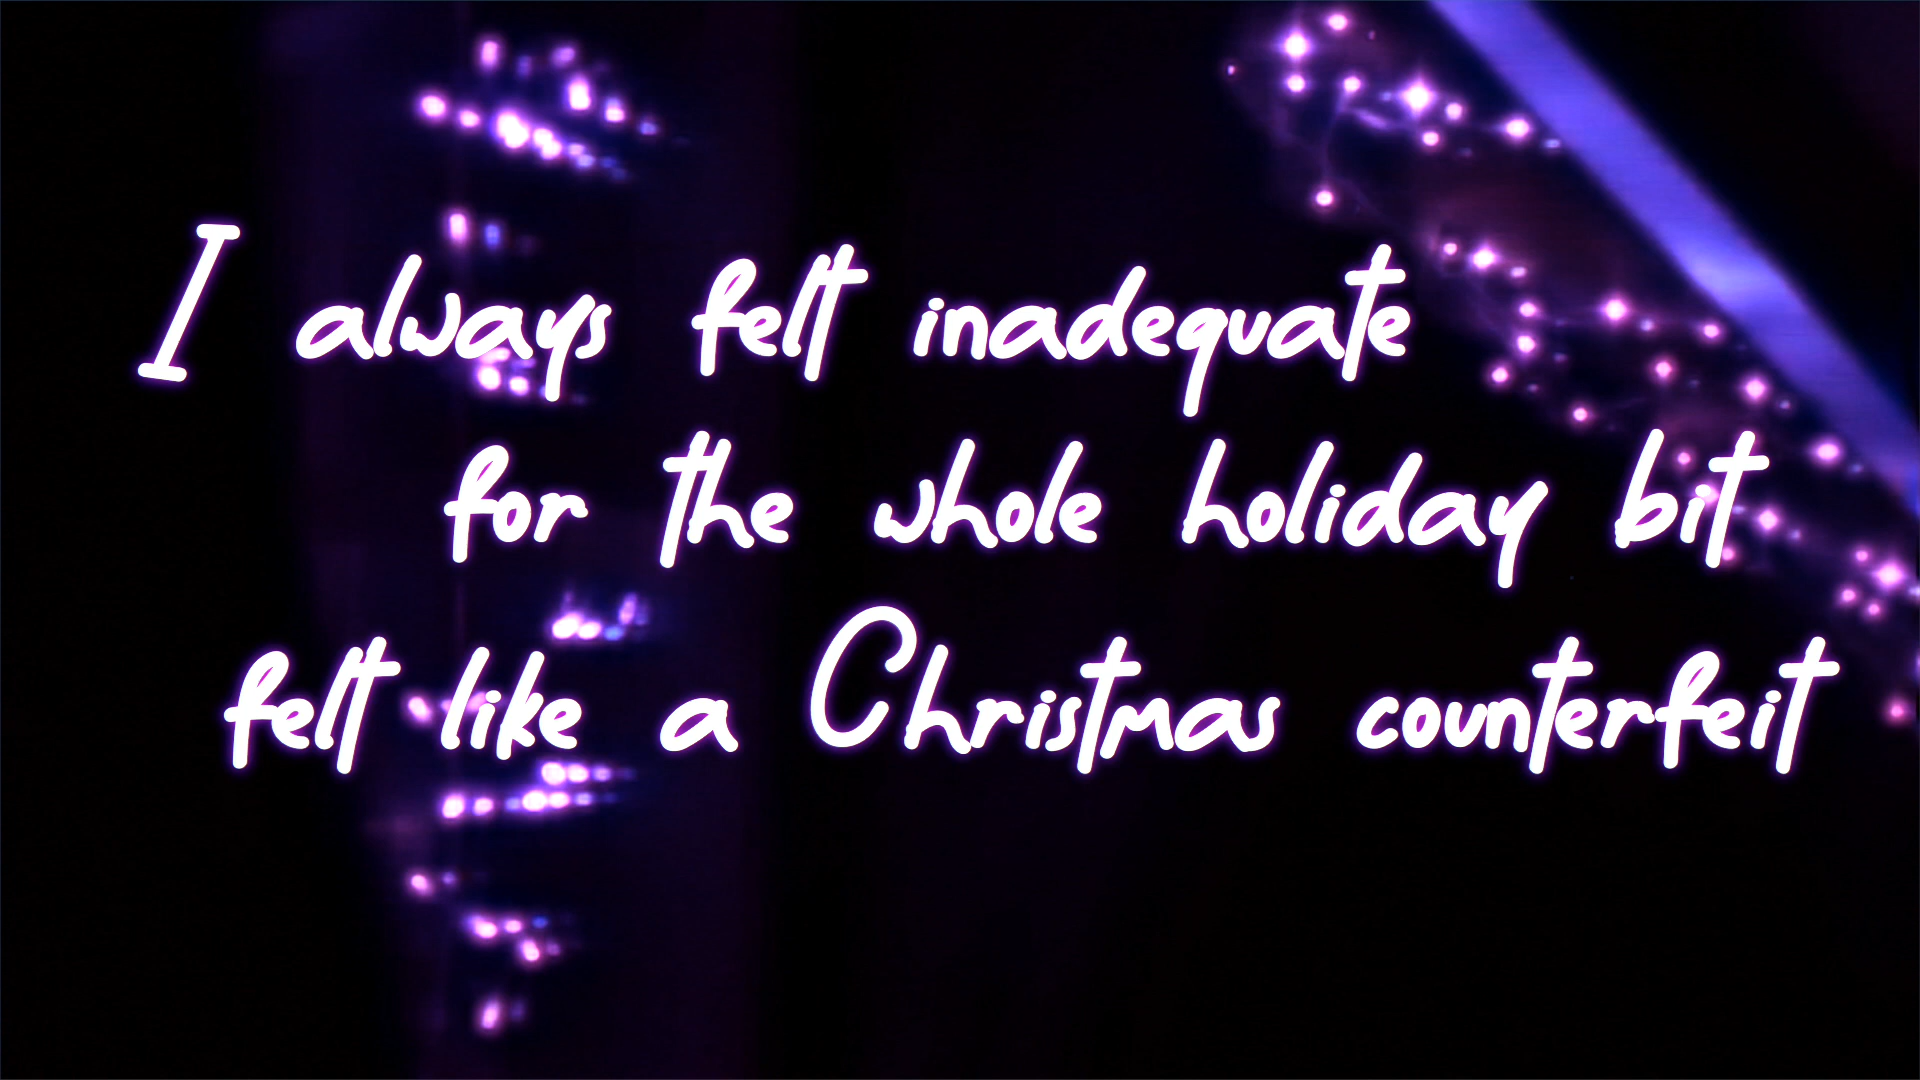 I always felt inadequate
for the whole holiday bit
felt like a Christmas counterfeit